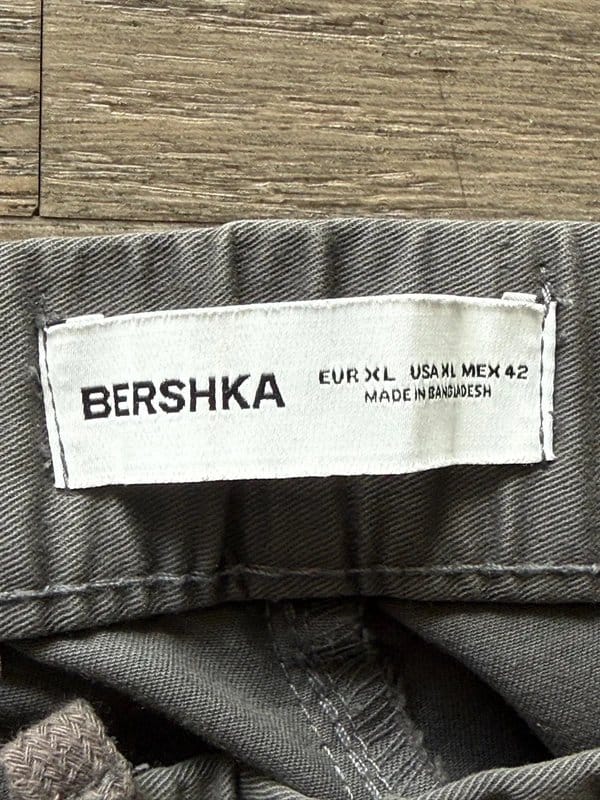 BERSHKA
EUR XL USA XL MEX 42
MADE IN BANGLADESH